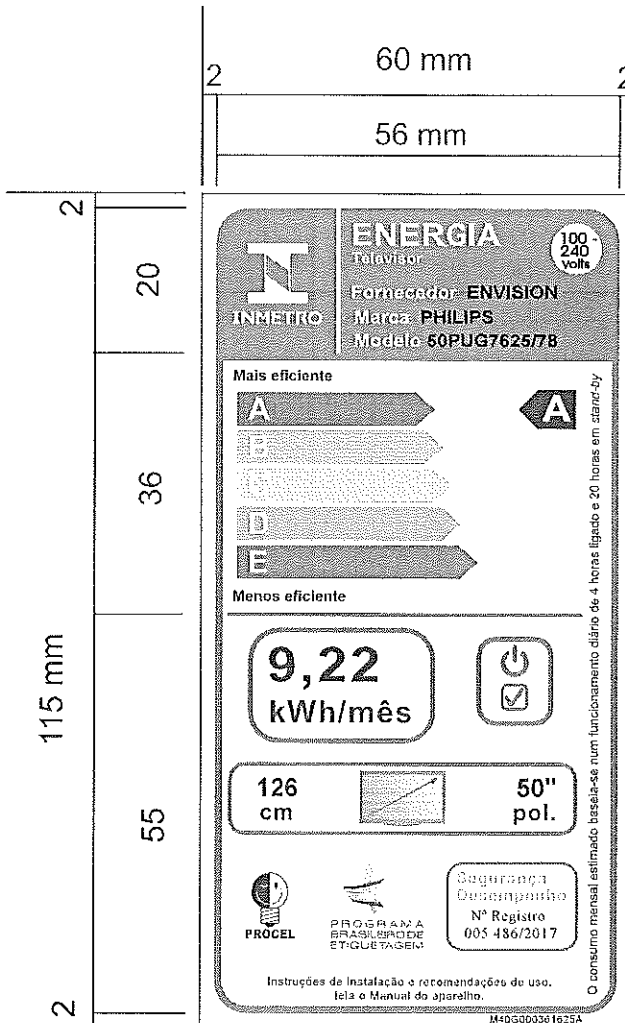 60 mm
2
2
56 mm
2
20
36
115 mm
55
2
INMETRO
ENERGIA
Televisor
100 -
240
Volts
Fornecedor ENVISION
Marca PHILIPS
Modelo 50PUG7625/78
Mais eficiente
A
A
B
C
D
E
Menos eficiente
9,22
kWh/mês
126
cm
50"
pol.
PROCEL
PROGRAMA
BRASILEIRO DE
ETIQUETAGEM
Segurança
Desempenho
Nº Registro
005 486/2017
Instruções de Instalação e recomendações de uso,
leia o Manual do aparelho.
O consumo mensal estimado baseia-se num funcionamento diário de 4 horas ligado e 20 horas em stand-by
M40G000361625A